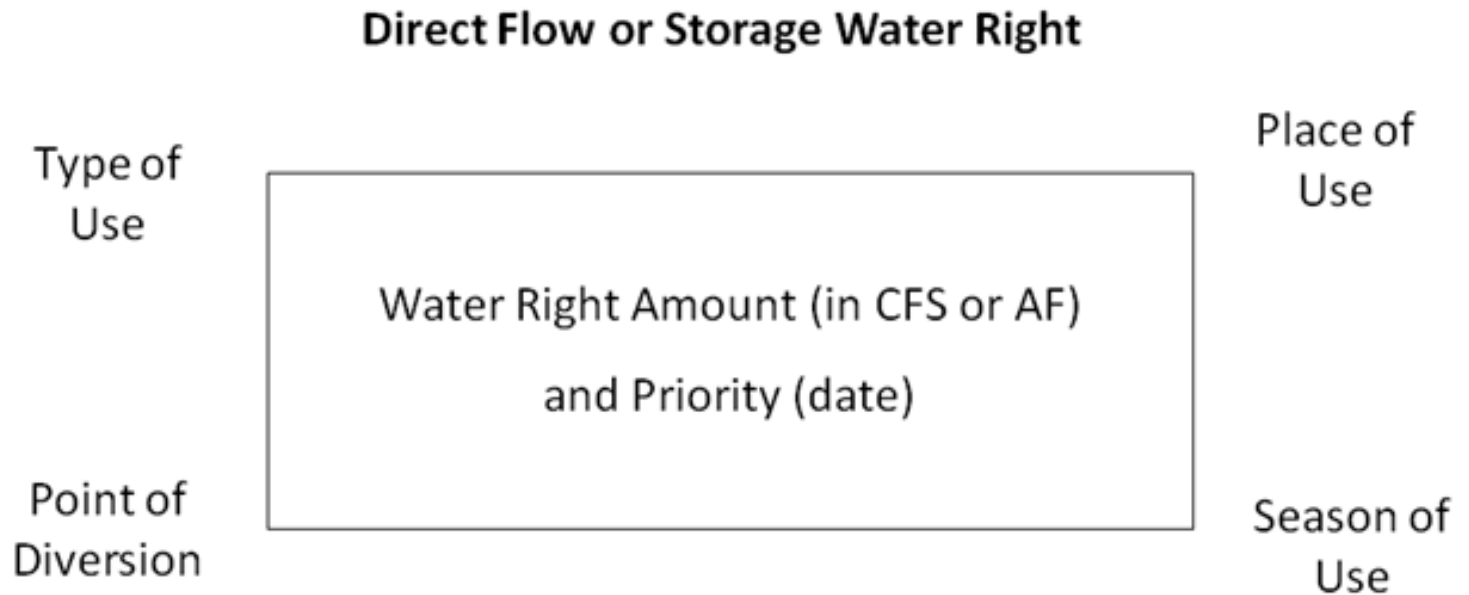 Direct Flow or Storage Water Right
Type of
Use
Place of
Use
Water Right Amount (in CFS or AF)
and Priority (date)
Point of
Diversion
Season of
Use